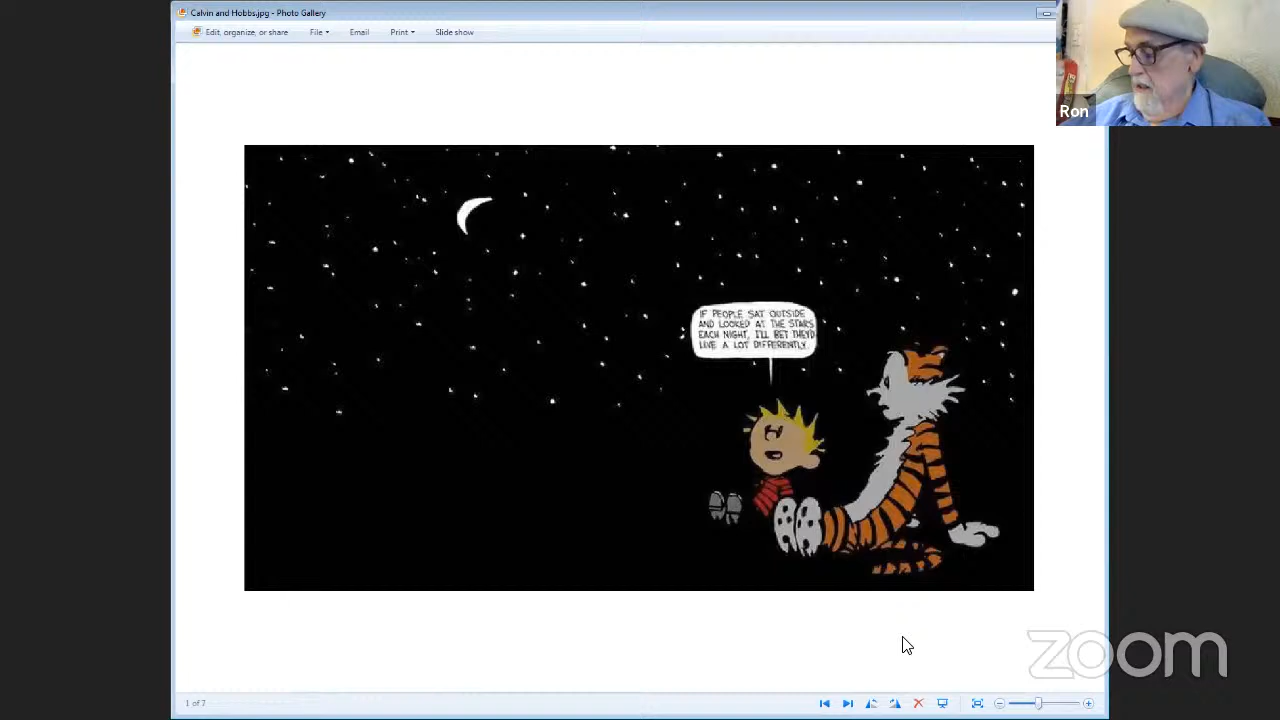 Calvin and Hobbs.jpg - Photo Gallery
Edit, organize, or share File Email Print Slide show
Ron
IF PEOPLE SAT OUTSIDE
AND LOOKED AT THE STARS
EACH NIGHT, I'LL BET THEY'D
LIVE A LOT DIFFERENTLY.
zoom
1 of 7